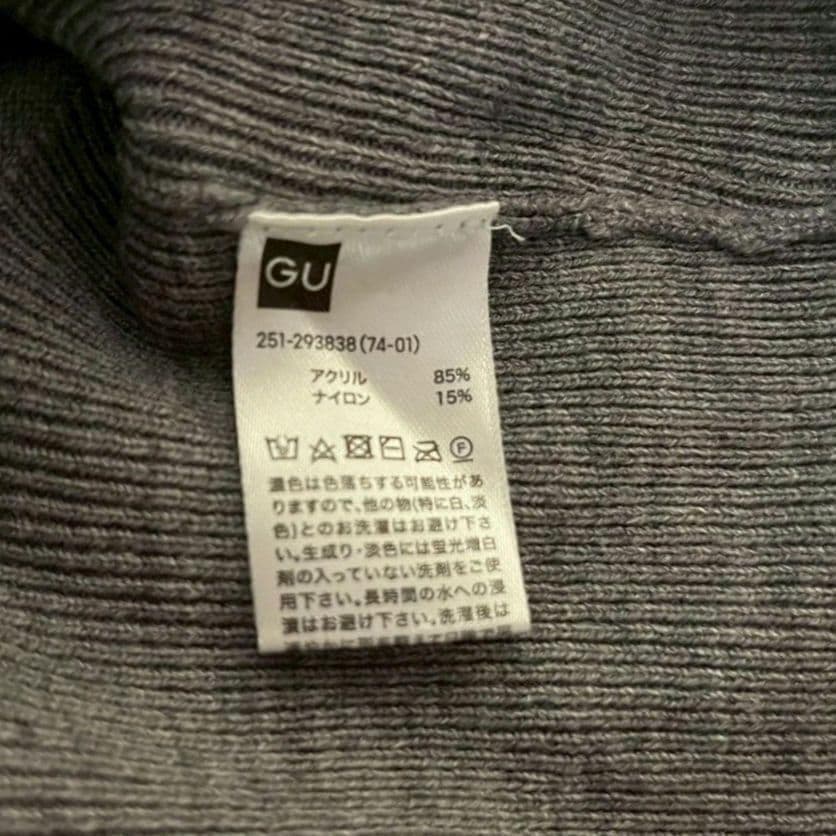 GU
251-293838(74-01)
アクリル 85%
ナイロン 15%
F
濃色は色落ちする可能性があ
りますので、他の物(特に白、淡
色)とのお洗濯はお避け下さ
い。生成り・淡色には蛍光増白
剤の入っていない洗剤をご使
用下さい。長時間の水への浸
漬はお避け下さい。洗濯後は